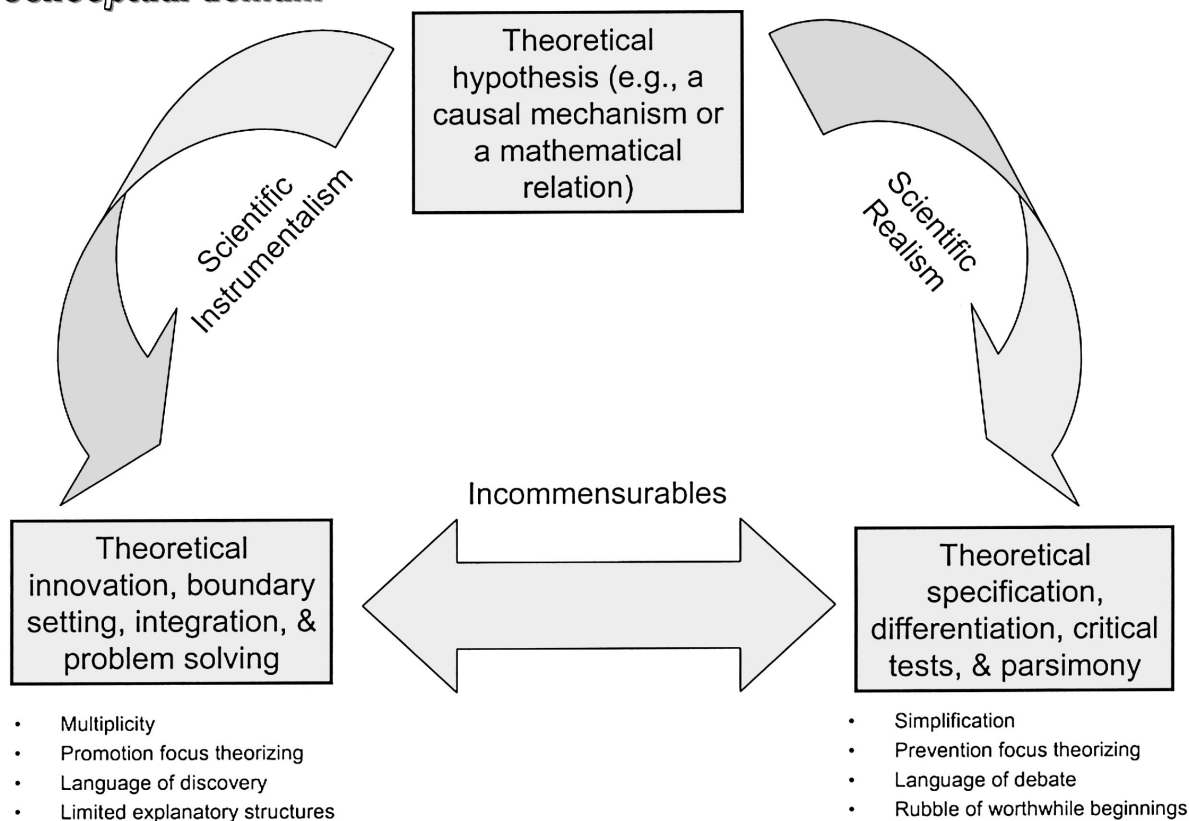 conceptual domain
Theoretical
hypothesis (e.g., a
causal mechanism or
a mathematical
relation)
Scientific
Instrumentalism
Scientific
Realism
Incommensurables
Theoretical
innovation, boundary
setting, integration, &
problem solving
Theoretical
specification,
differentiation, critical
tests, & parsimony
• Multiplicity
• Promotion focus theorizing
• Language of discovery
• Limited explanatory structures
• Simplification
• Prevention focus theorizing
• Language of debate
• Rubble of worthwhile beginnings